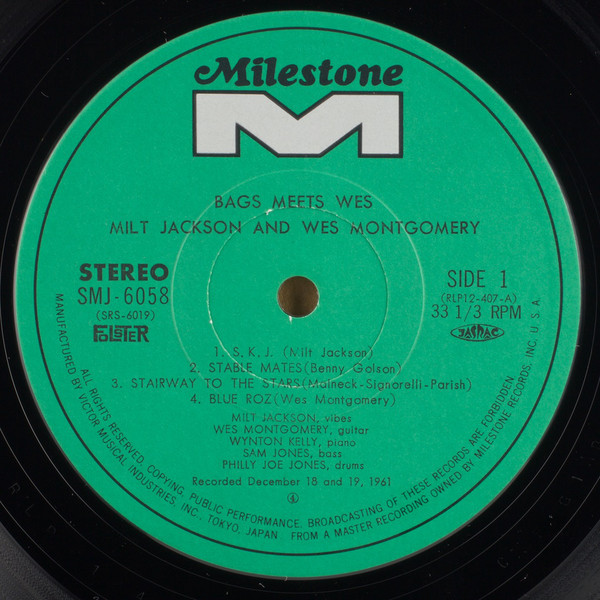 Milestone
M
BAGS MEETS WES
MILT JACKSON AND WES MONTGOMERY
STEREO
SMJ-6058
(SRS-6019)
FOLSTER
SIDE 1
(RLP12-407-A)
33 1/3 RPM
JASRAC
1. S. K. J. (Milt Jackson)
2. STABLE MATES (Benny Golson)
3. STAIRWAY TO THE STARS (Malneck-Signorelli-Parish)
4. BLUE ROZ (Wes Montgomery)
MILT JACKSON, vibes
WES MONTGOMERY, guitar
WYNTON KELLY, piano
SAM JONES, bass
PHILLY JOE JONES, drums
Recorded December 18 and 19, 1961
④
ALL RIGHTS RESERVED. COPYING, PUBLIC PERFORMANCE, BROADCASTING OF THESE RECORDS ARE FORBIDDEN.
MANUFACTURED BY VICTOR MUSICAL INDUSTRIES, INC., TOKYO, JAPAN. FROM A MASTER RECORDING OWNED BY MILESTONE RECORDS, INC. U.S.A.